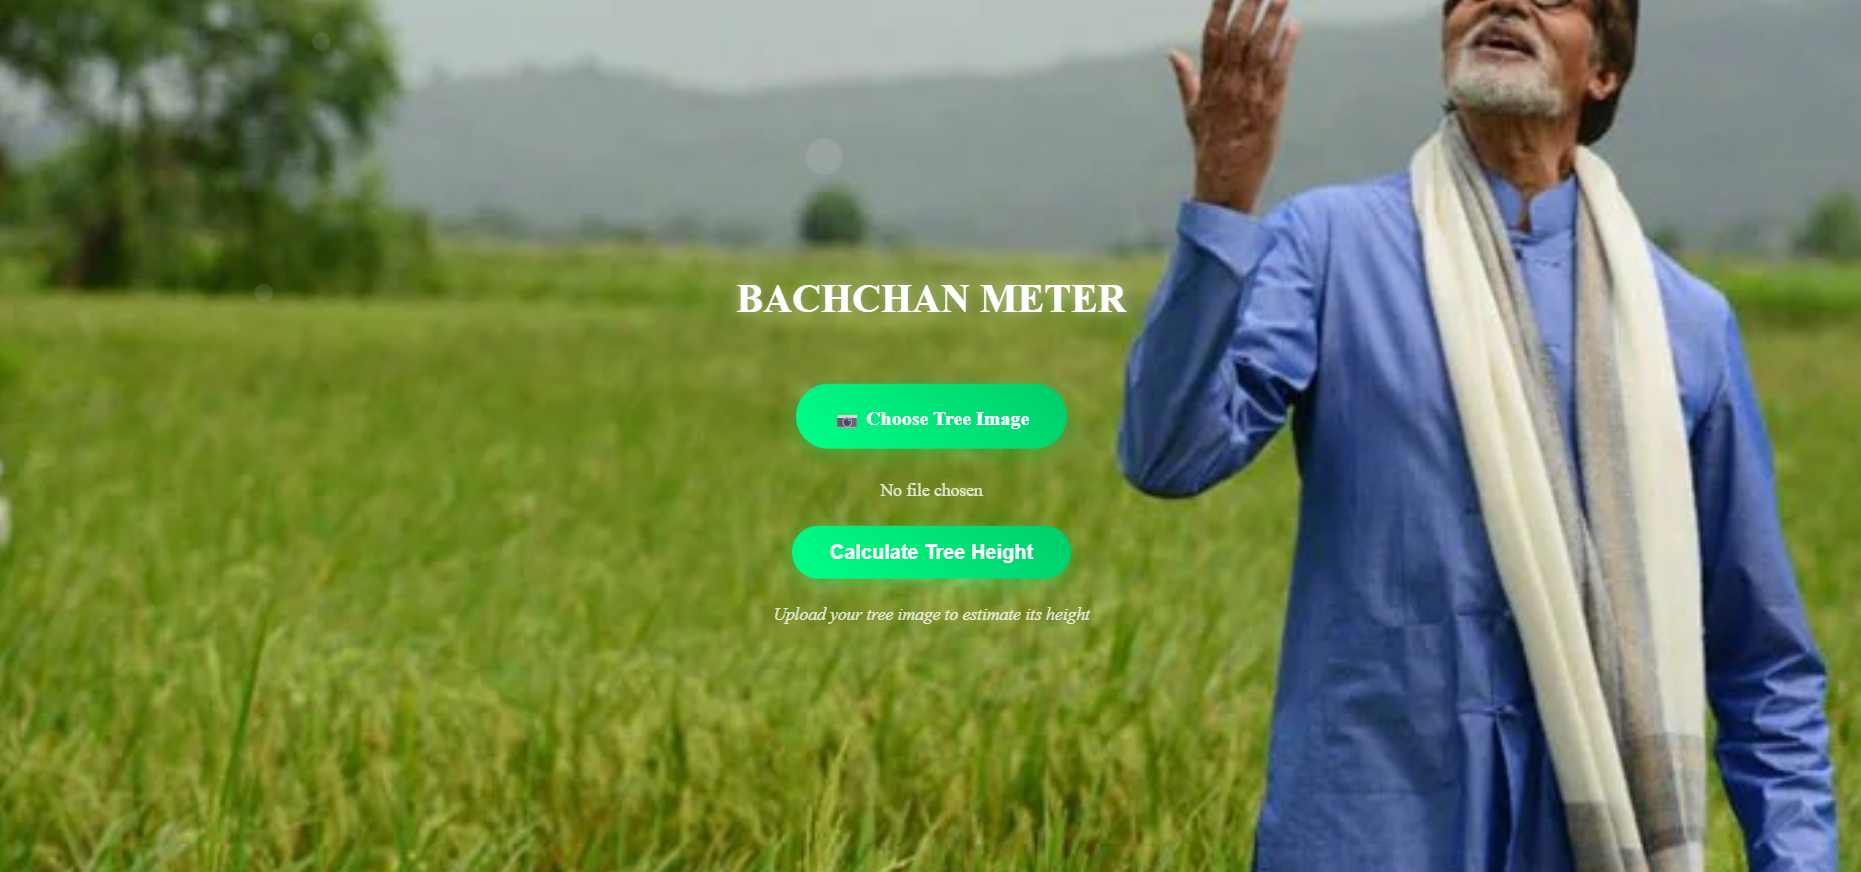 BACHCHAN METER
📷 Choose Tree Image
No file chosen
Calculate Tree Height
Upload your tree image to estimate its height